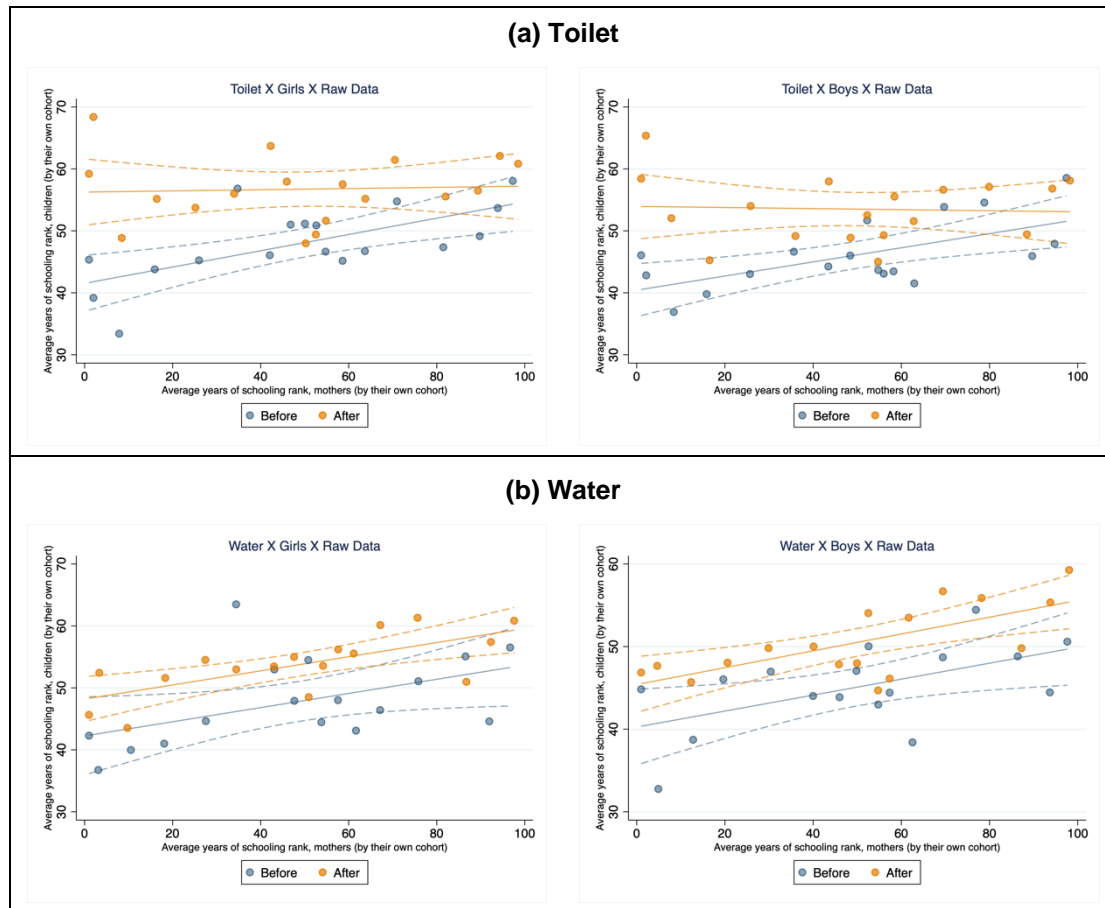 (a) Toilet
Toilet X Girls X Raw Data
Average years of schooling rank, children (by their own cohort)
70
60
50
40
30
0 20 40 60 80 100
Average years of schooling rank, mothers (by their own cohort)
Before After
Toilet X Boys X Raw Data
Average years of schooling rank, children (by their own cohort)
70
60
50
40
30
0 20 40 60 80 100
Average years of schooling rank, mothers (by their own cohort)
Before After
(b) Water
Water X Girls X Raw Data
Average years of schooling rank, children (by their own cohort)
70
60
50
40
30
0 20 40 60 80 100
Average years of schooling rank, mothers (by their own cohort)
Before After
Water X Boys X Raw Data
Average years of schooling rank, children (by their own cohort)
60
50
40
30
0 20 40 60 80 100
Average years of schooling rank, mothers (by their own cohort)
Before After